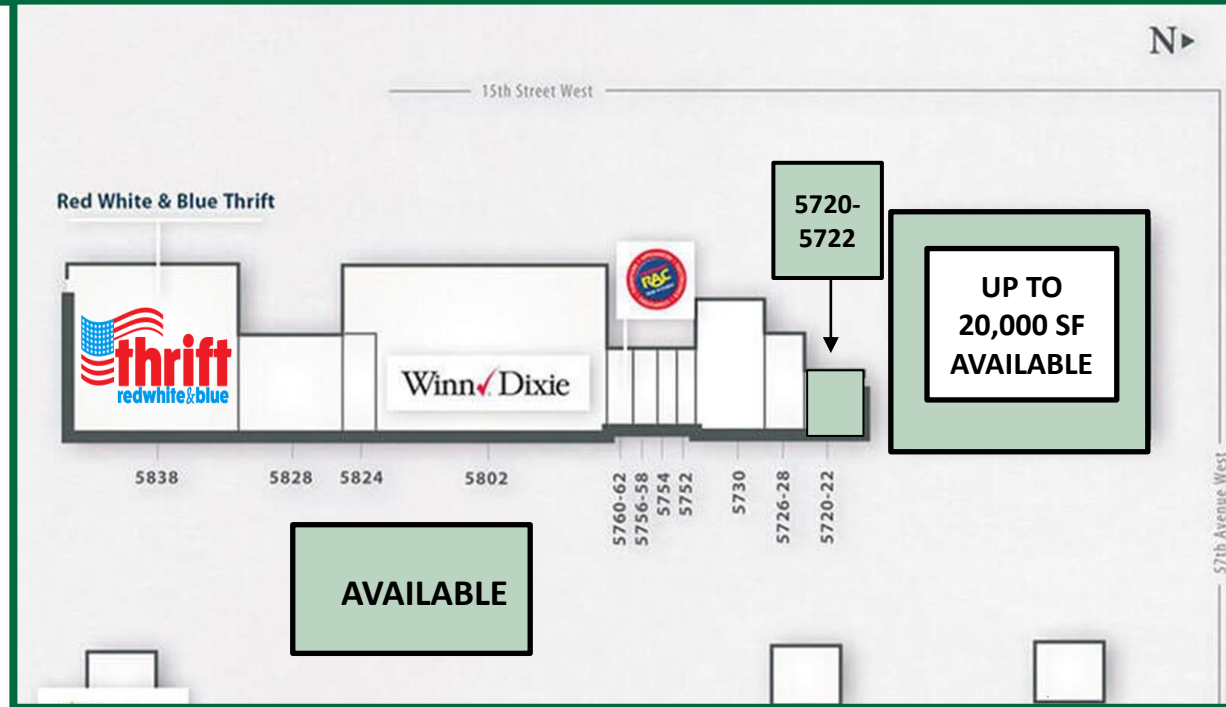 N
15th Street West
Red White & Blue Thrift
5720-
5722
UP TO
20,000 SF
AVAILABLE
RAC
thrift
redwhite&blue
Winn Dixie
57th Avenue West
5838
5828
5824
5802
5760-62
5756-58
5754
5752
5730
5726-28
5720-22
AVAILABLE